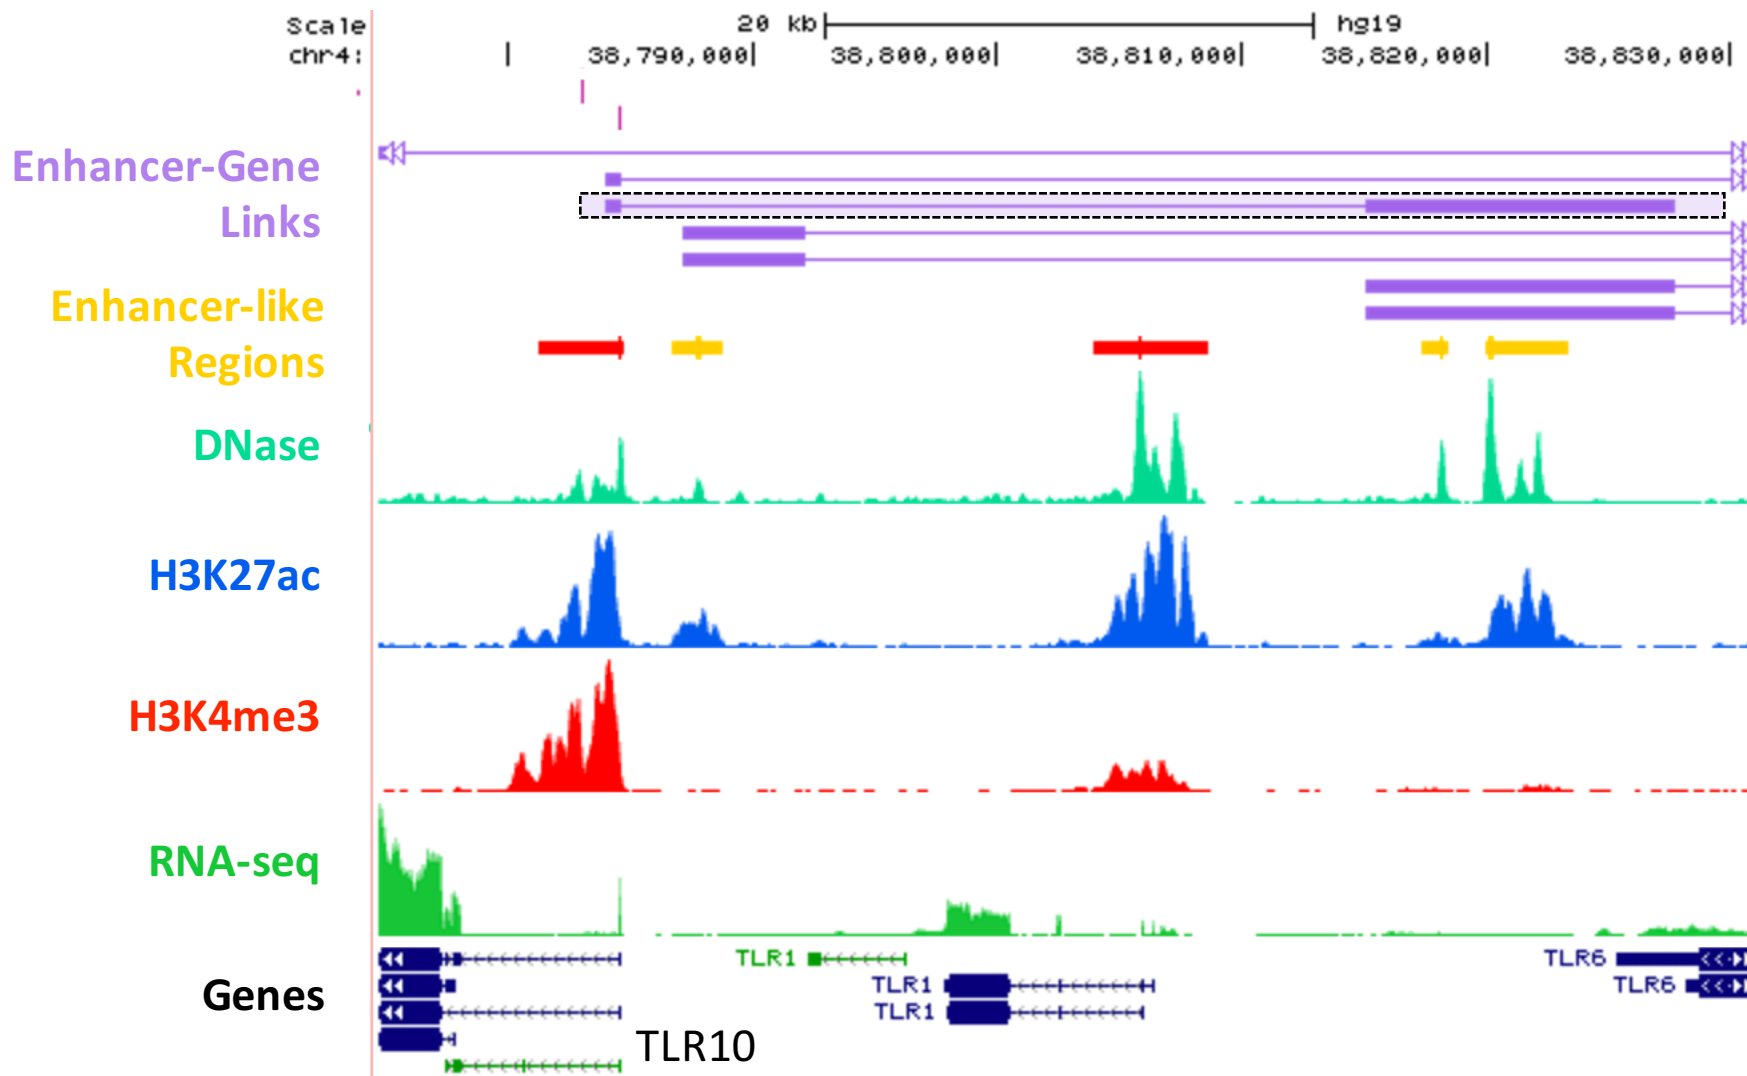 Scale 20 kb hg19
chr4: 38,790,000 38,800,000 38,810,000 38,820,000 38,830,000
Enhancer-Gene
Links
Enhancer-like
Regions
DNase
H3K27ac
H3K4me3
RNA-seq
TLR1 TLR6
Genes TLR1 TLR6
TLR1
TLR10